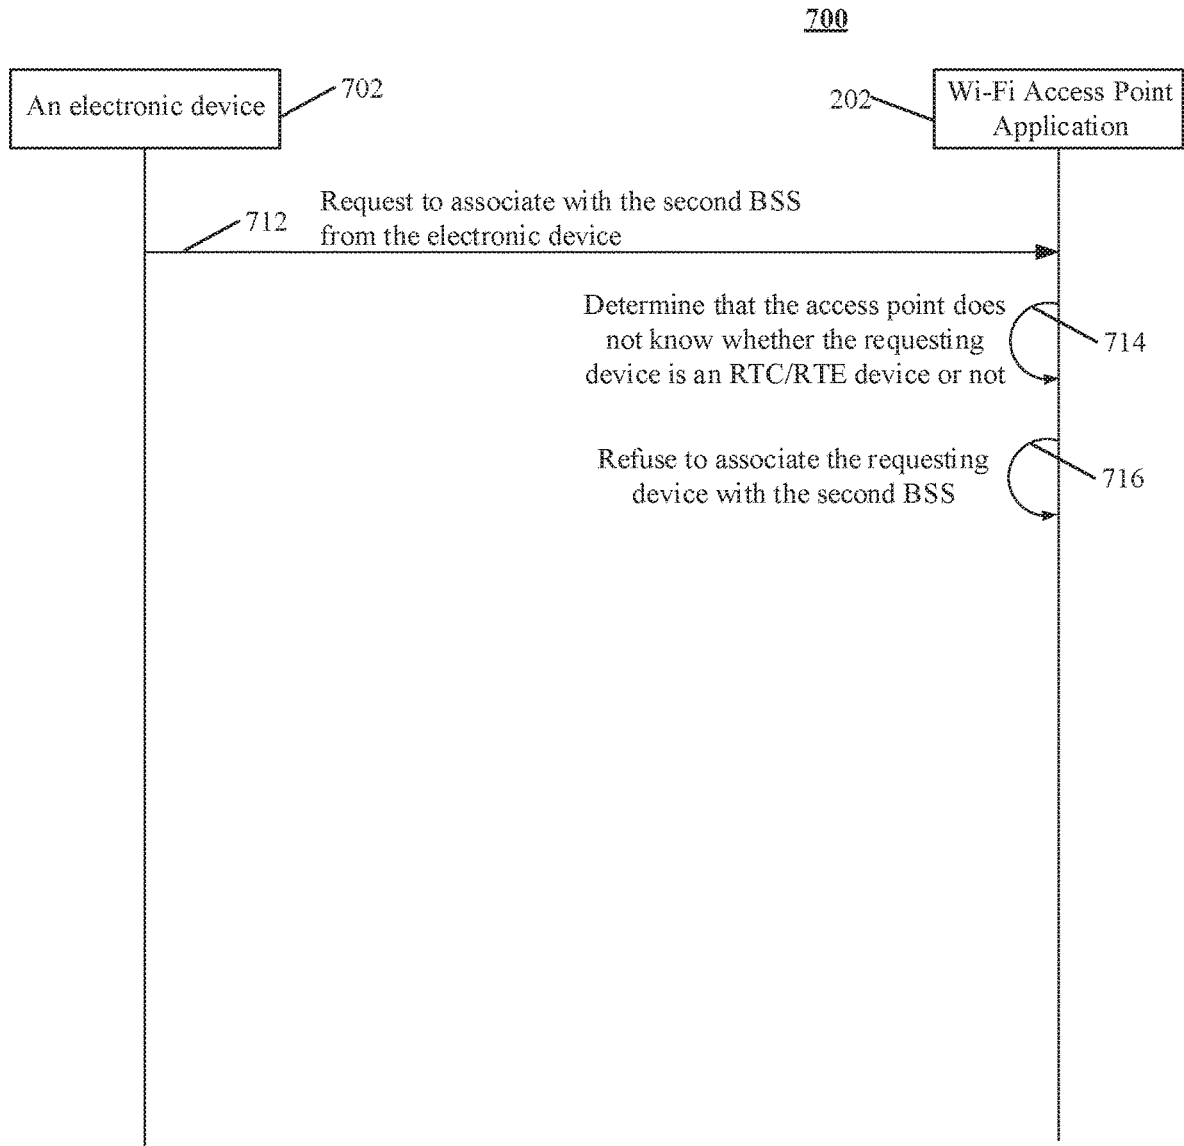 700
An electronic device
702
202
Wi-Fi Access Point
Application
712
Request to associate with the second BSS
from the electronic device
Determine that the access point does
not know whether the requesting
device is an RTC/RTE device or not
714
Refuse to associate the requesting
device with the second BSS
716